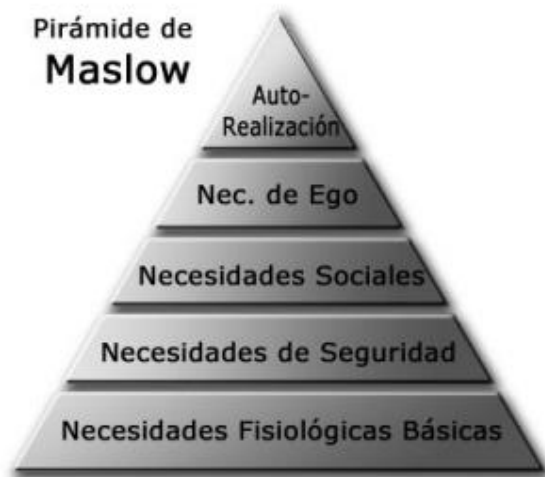 Pirámide de
Maslow
Auto-
Realización
Nec. de Ego
Necesidades Sociales
Necesidades de Seguridad
Necesidades Fisiológicas Básicas